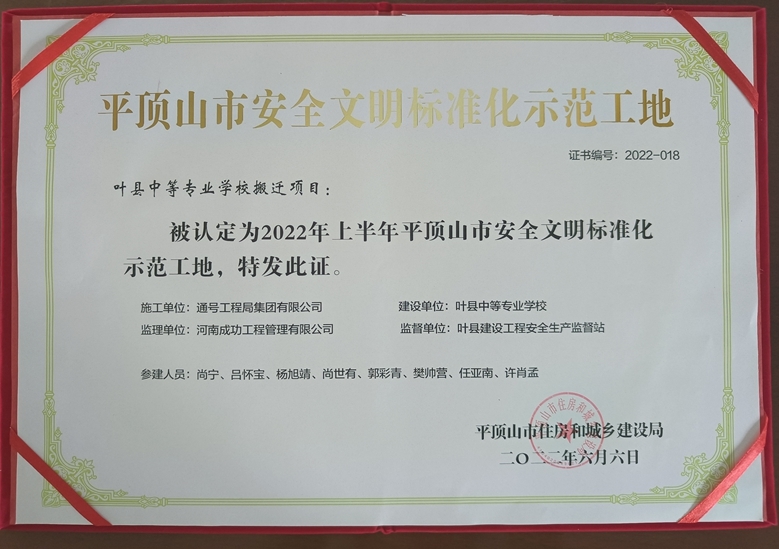 平顶山市安全文明标准化示范工地
证书编号：2022-018
叶县中等专业学校搬迁项目：
被认定为2022年上半年平顶山市安全文明标准化
示范工地，特发此证。
施工单位：通号工程局集团有限公司 建设单位：叶县中等专业学校
监理单位：河南成功工程管理有限公司 监督单位：叶县建设工程安全生产监督站
参建人员：尚宁、吕怀宝、杨旭靖、尚世有、郭彩青、樊帅营、任亚南、许肖孟
平顶山市住房和城乡建设局
二〇二二年六月六日